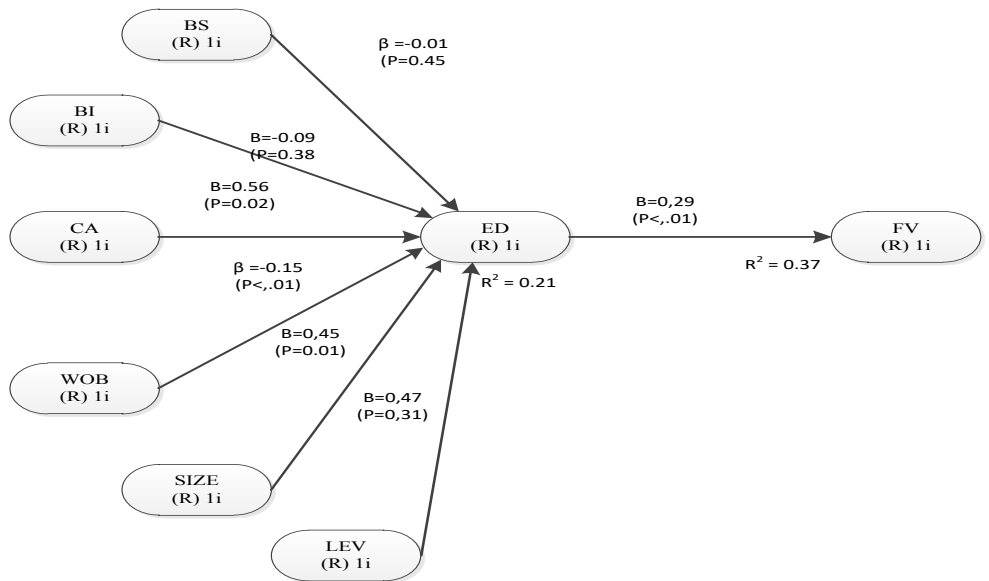 BS
(R) 1i
β =-0.01
(P=0.45
BI
(R) 1i
B=-0.09
(P=0.38
B=0.56
(P=0.02)
CA
(R) 1i
ED
(R) 1i
B=0,29
(P<,.01)
FV
(R) 1i
R² = 0.37
R² = 0.21
β =-0.15
(P<,.01)
B=0,45
(P=0.01)
WOB
(R) 1i
B=0,47
(P=0,31)
SIZE
(R) 1i
LEV
(R) 1i